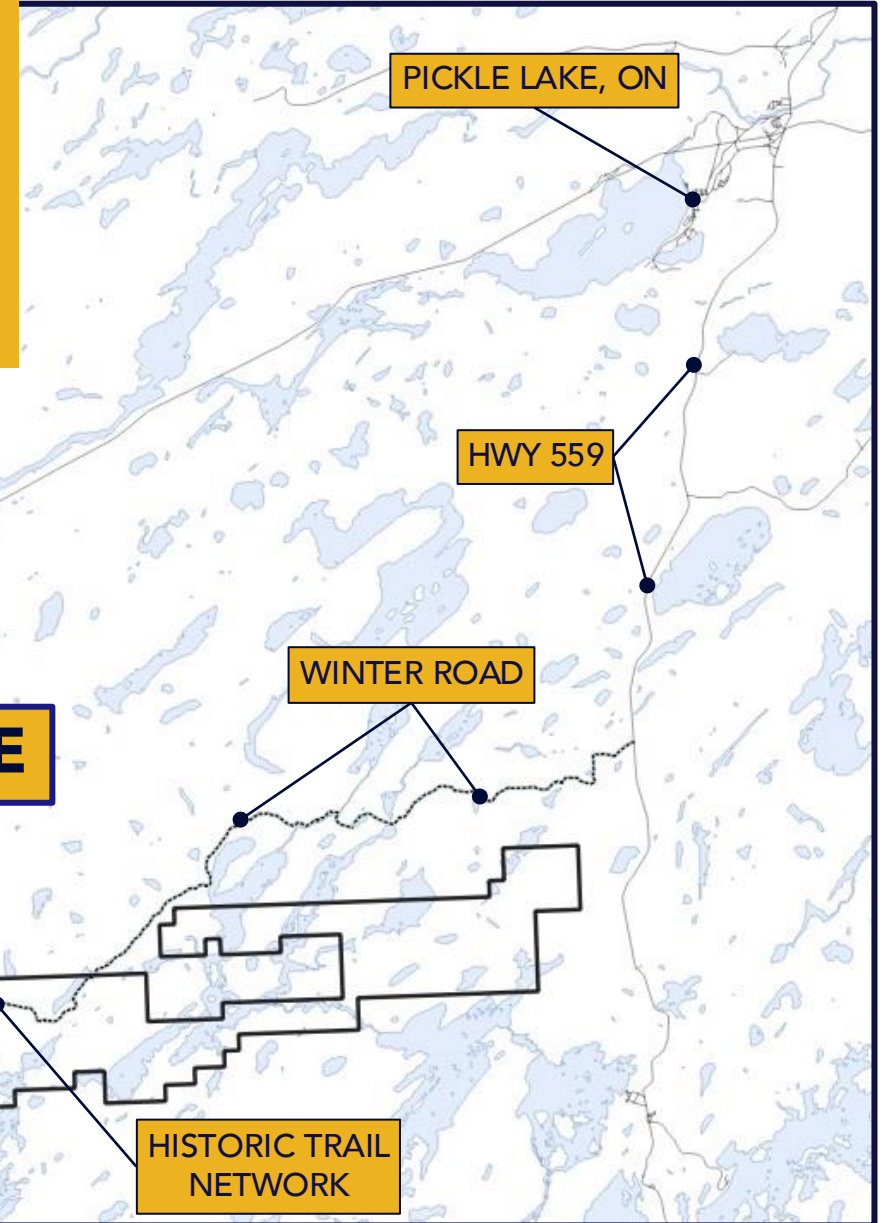 PICKLE LAKE, ON
HWY 559
WINTER ROAD
E
HISTORIC TRAIL
NETWORK